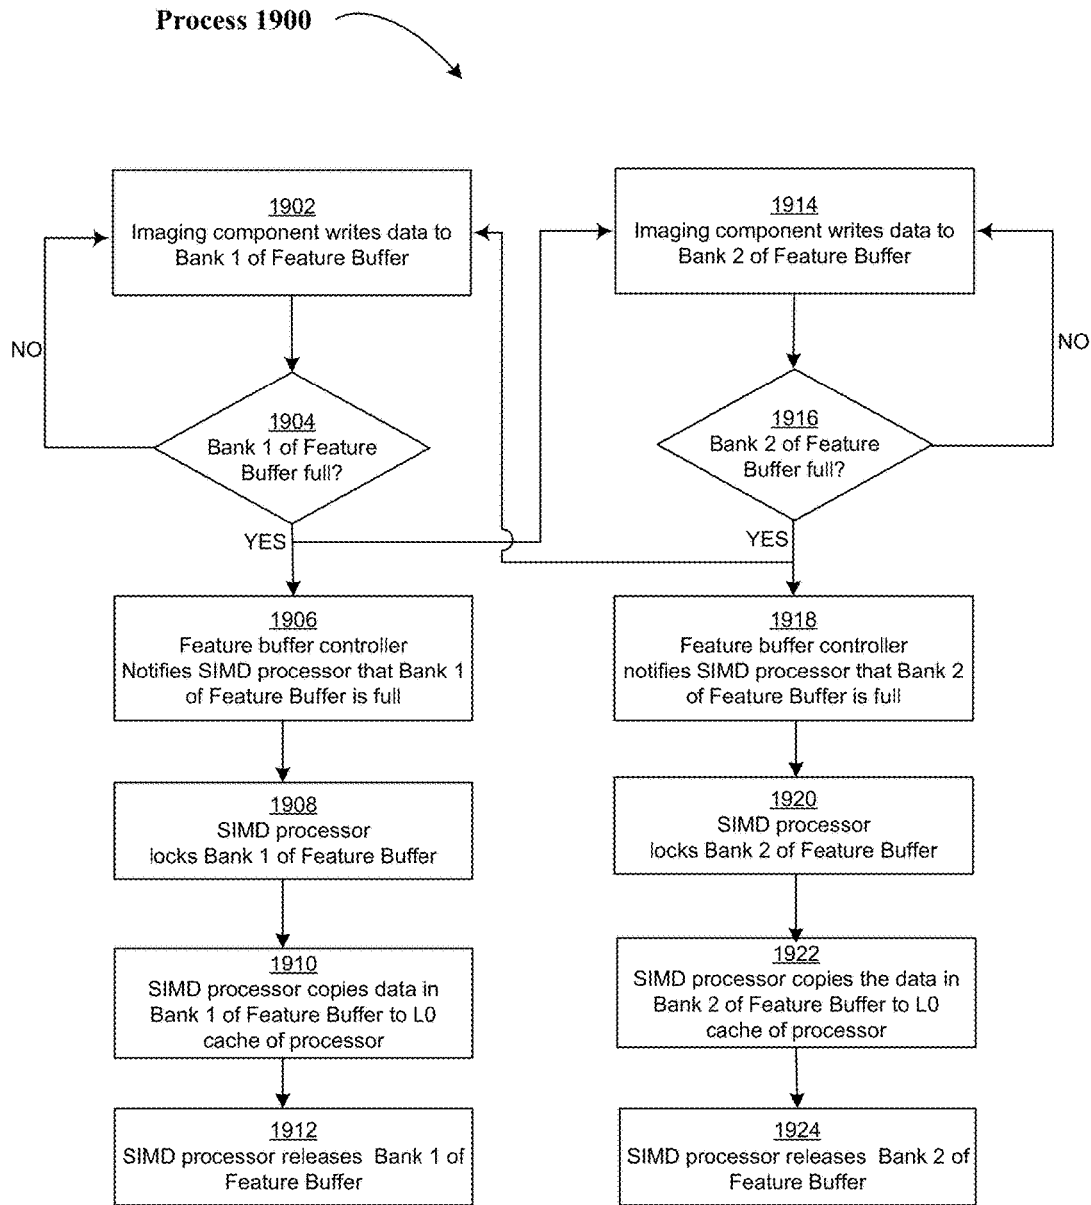 Process 1900
1902
Imaging component writes data to
Bank 1 of Feature Buffer
1914
Imaging component writes data to
Bank 2 of Feature Buffer
NO
NO
1904
Bank 1 of Feature
Buffer full?
1916
Bank 2 of Feature
Buffer full?
YES
YES
1906
Feature buffer controller
Notifies SIMD processor that Bank 1
of Feature Buffer is full
1918
Feature buffer controller
notifies SIMD processor that Bank 2
of Feature Buffer is full
1908
SIMD processor
locks Bank 1 of Feature Buffer
1920
SIMD processor
locks Bank 2 of Feature Buffer
1910
SIMD processor copies data in
Bank 1 of Feature Buffer to L0
cache of processor
1922
SIMD processor copies the data in
Bank 2 of Feature Buffer to L0
cache of processor
1912
SIMD processor releases Bank 1 of
Feature Buffer
1924
SIMD processor releases Bank 2 of
Feature Buffer